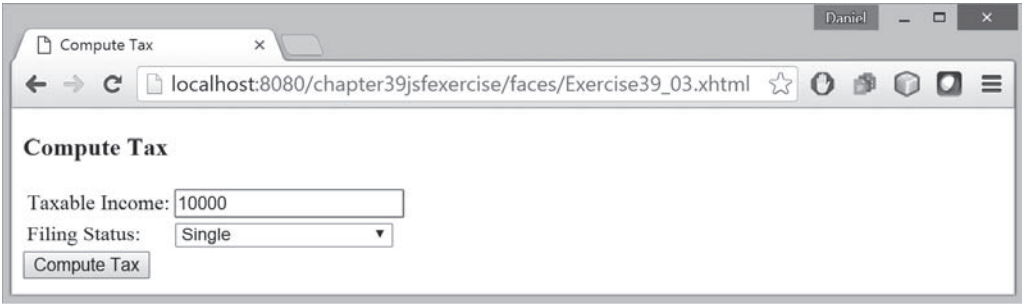 Daniel
Compute Tax
localhost:8080/chapter39jsfexercise/faces/Exercise39_03.xhtml
Compute Tax
Taxable Income: 10000
Filing Status: Single
Compute Tax